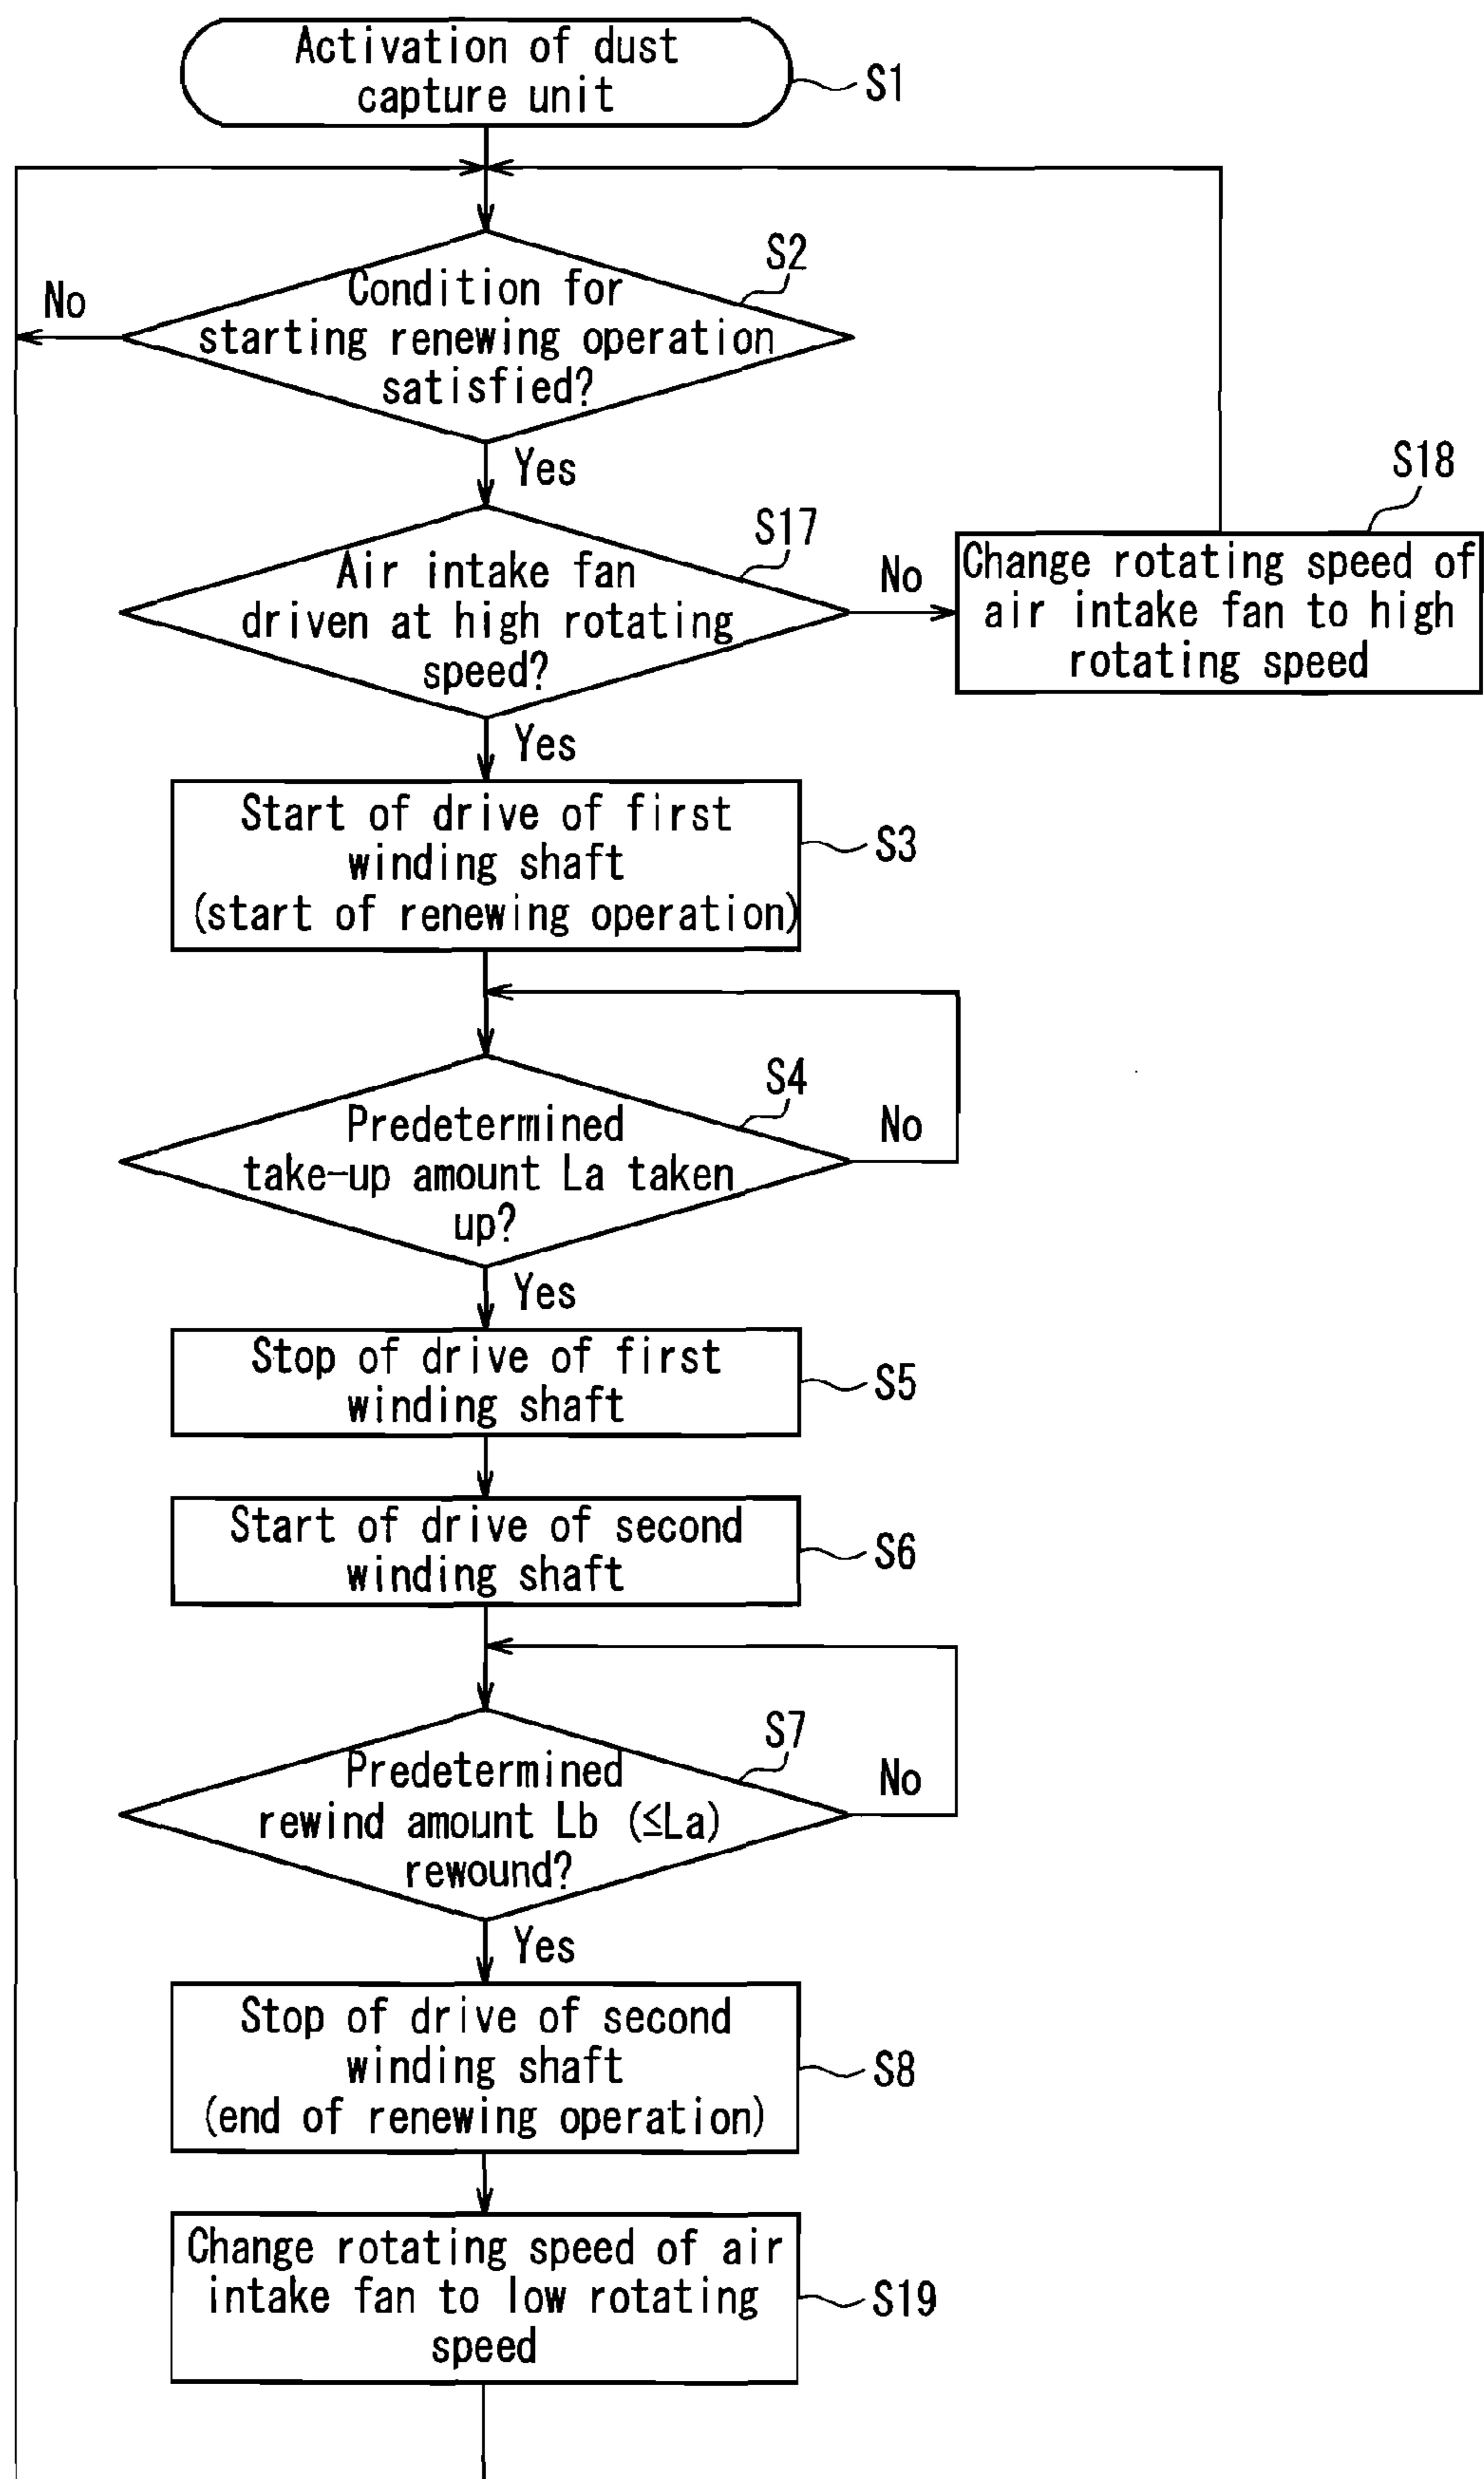 Activation of dust
capture unit
S1
S2
Condition for
starting renewing operation
satisfied?
No
Yes
S17
Air intake fan
driven at high rotating
speed?
No
S18
Change rotating speed of
air intake fan to high
rotating speed
Yes
Start of drive of first
winding shaft
(start of renewing operation)
S3
S4
Predetermined
take-up amount La taken
up?
No
Yes
Stop of drive of first
winding shaft
S5
Start of drive of second
winding shaft
S6
S7
Predetermined
rewind amount Lb (≤La)
rewound?
No
Yes
Stop of drive of second
winding shaft
(end of renewing operation)
S8
Change rotating speed of air
intake fan to low rotating
speed
S19